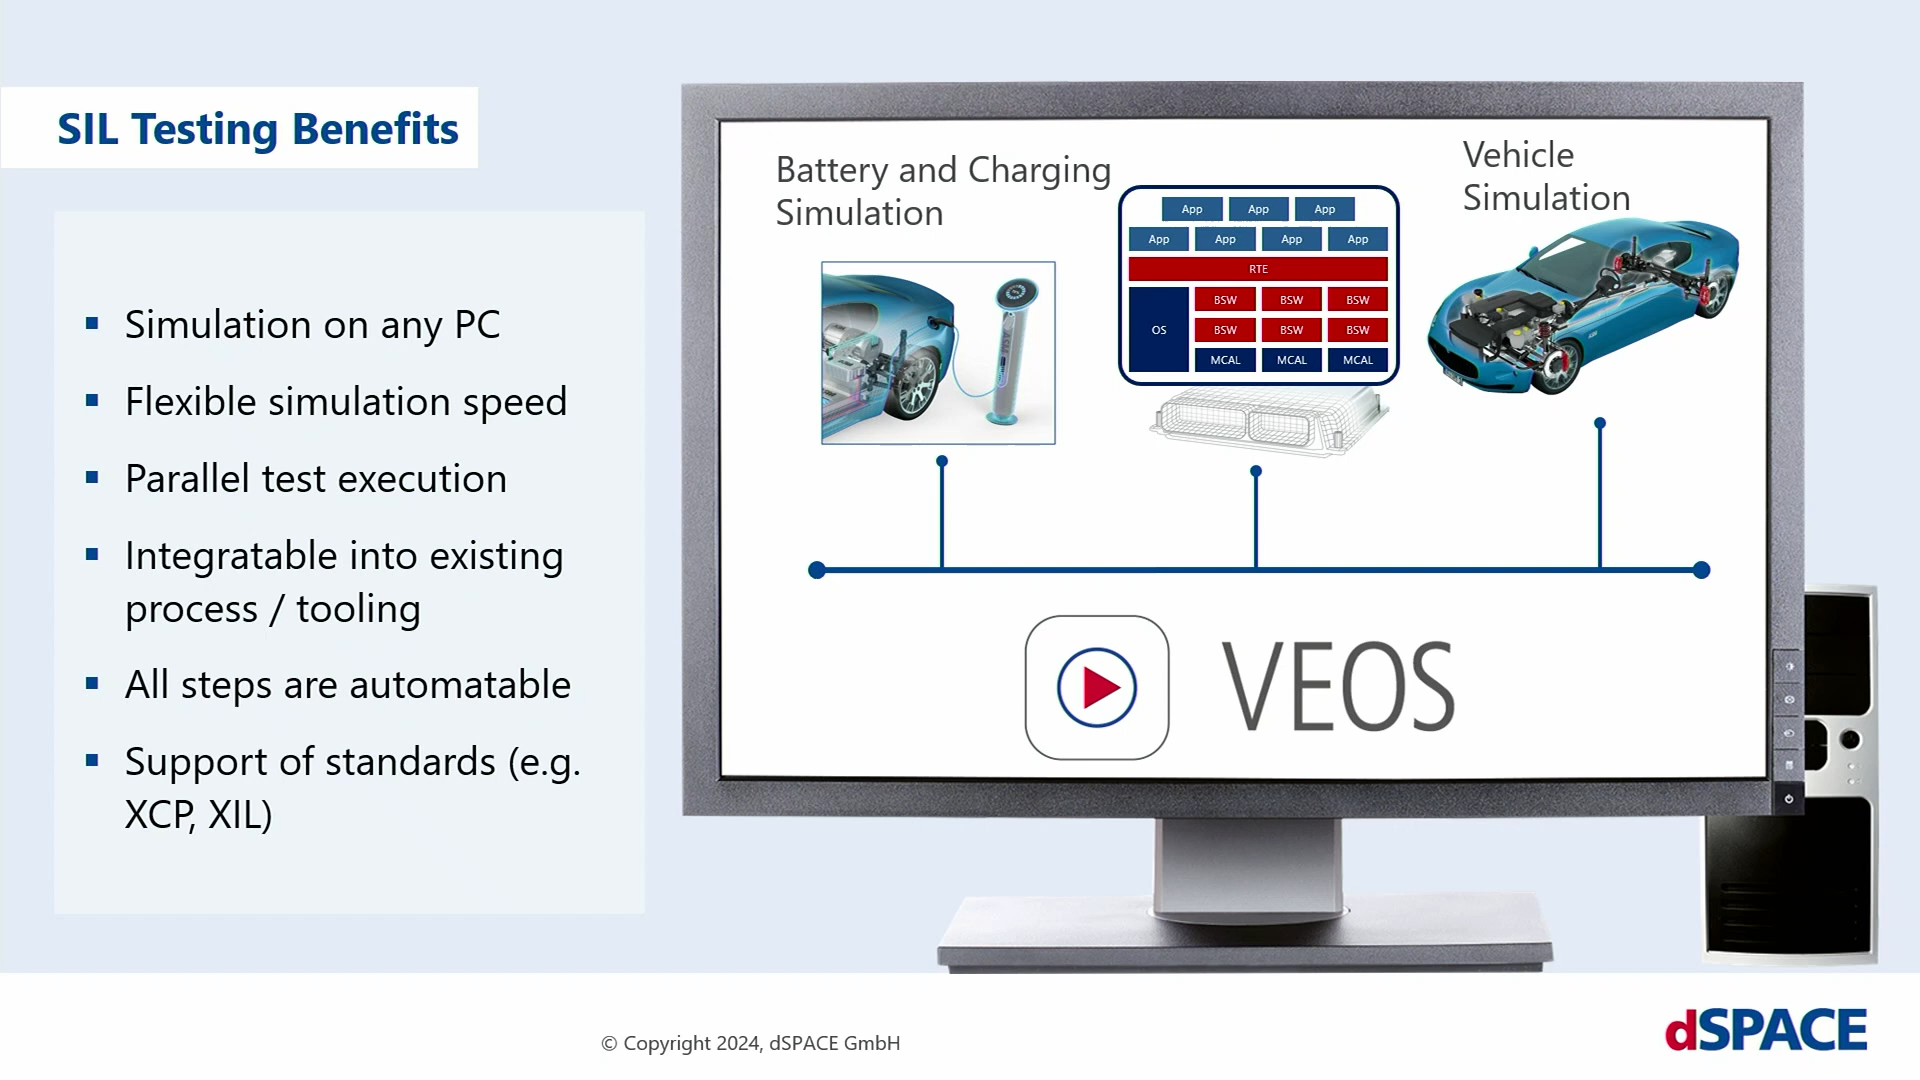 SIL Testing Benefits
Simulation on any PC
Flexible simulation speed
Parallel test execution
Integratable into existing
process / tooling
All steps are automatable
Support of standards (e.g.
XCP, XIL)
Battery and Charging
Simulation
App App App
App App App App
RTE
OS
BSW BSW BSW
BSW BSW BSW
MCAL MCAL MCAL
Vehicle
Simulation
VEOS
© Copyright 2024, dSPACE GmbH
dSPACE